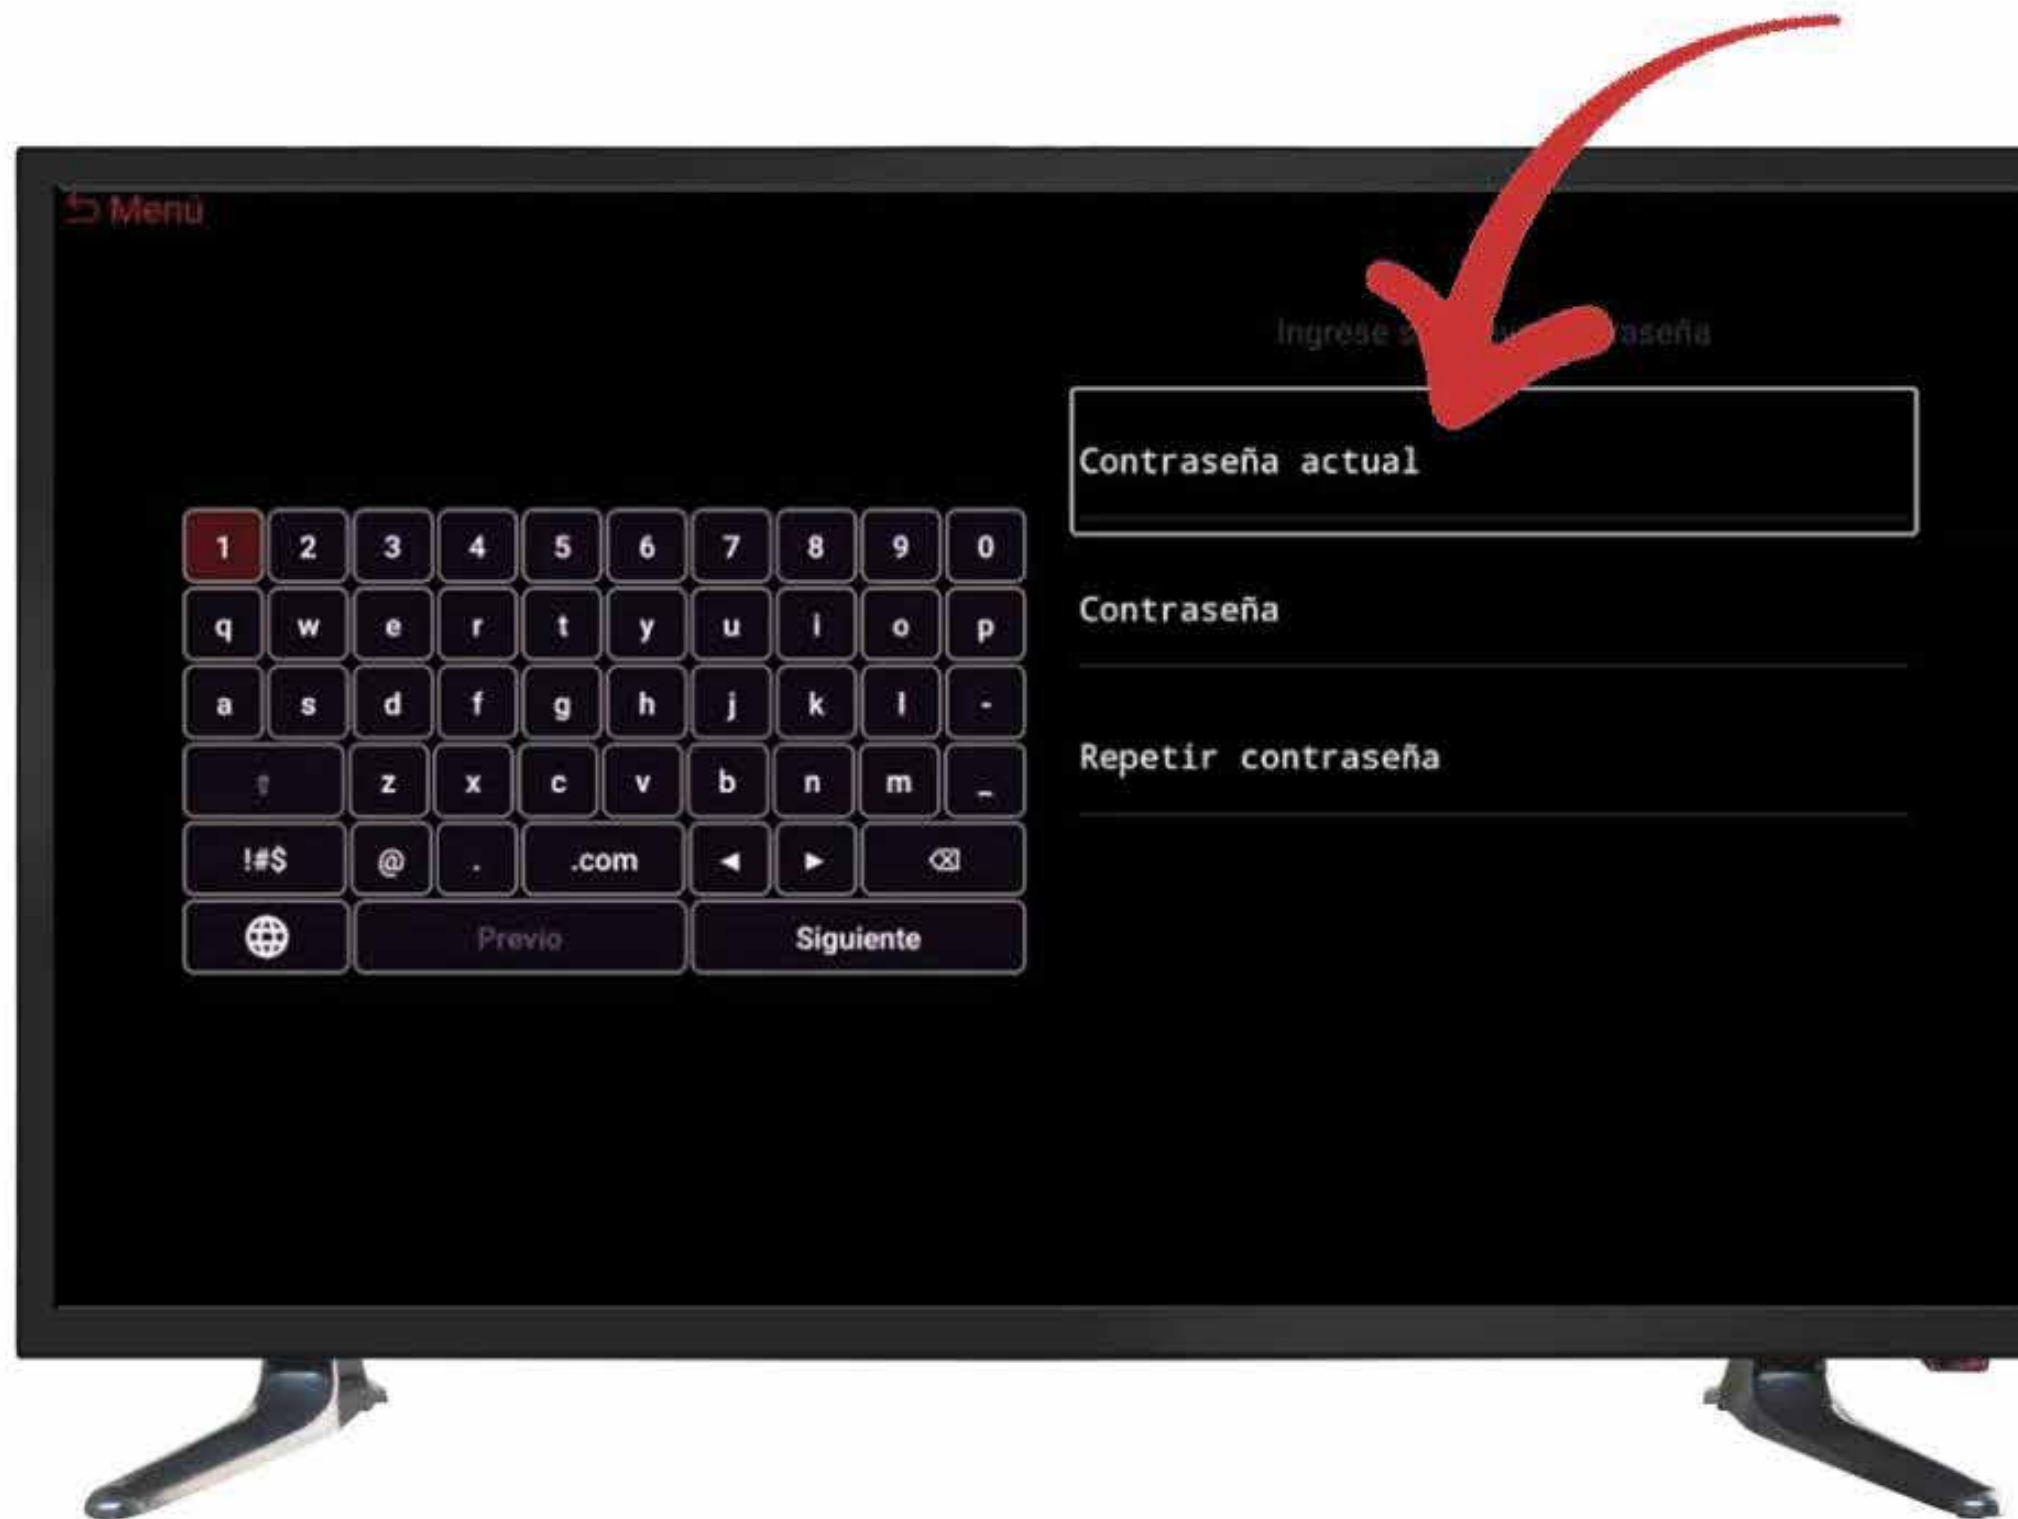 Menú
Ingrese
Contraseña actual
Contraseña
Repetir contraseña
1 2 3 4 5 6 7 8 9 0
q w e r t y u i o p
a s d f g h j k l -
⇧ z x c v b n m _
!#$ @ . .com ◀ ▶ ⌫
Previo Siguiente